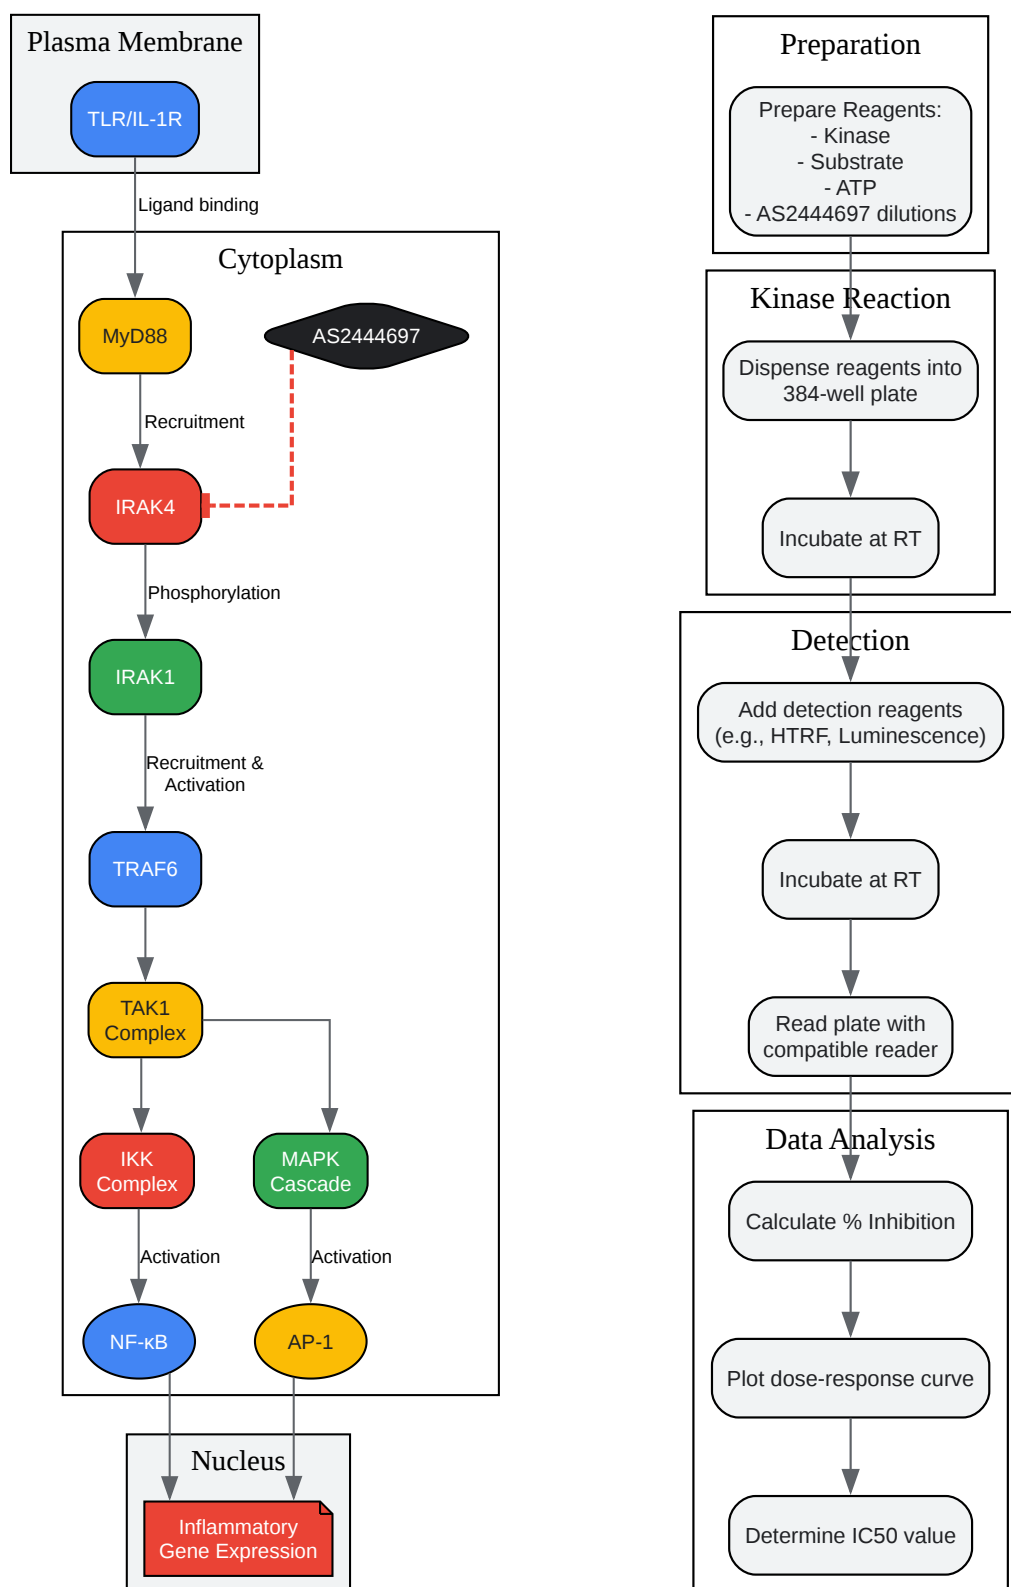 Plasma Membrane
TLR/IL-1R
Ligand binding
Cytoplasm
MyD88
AS2444697
Recruitment
IRAK4
Phosphorylation
IRAK1
Recruitment &
Activation
TRAF6
TAK1
Complex
IKK
Complex
MAPK
Cascade
Activation
Activation
NF-κB
AP-1
Nucleus
Inflammatory
Gene Expression
Preparation
Prepare Reagents:
- Kinase
- Substrate
- ATP
- AS2444697 dilutions
Kinase Reaction
Dispense reagents into
384-well plate
Incubate at RT
Detection
Add detection reagents
(e.g., HTRF, Luminescence)
Incubate at RT
Read plate with
compatible reader
Data Analysis
Calculate % Inhibition
Plot dose-response curve
Determine IC50 value